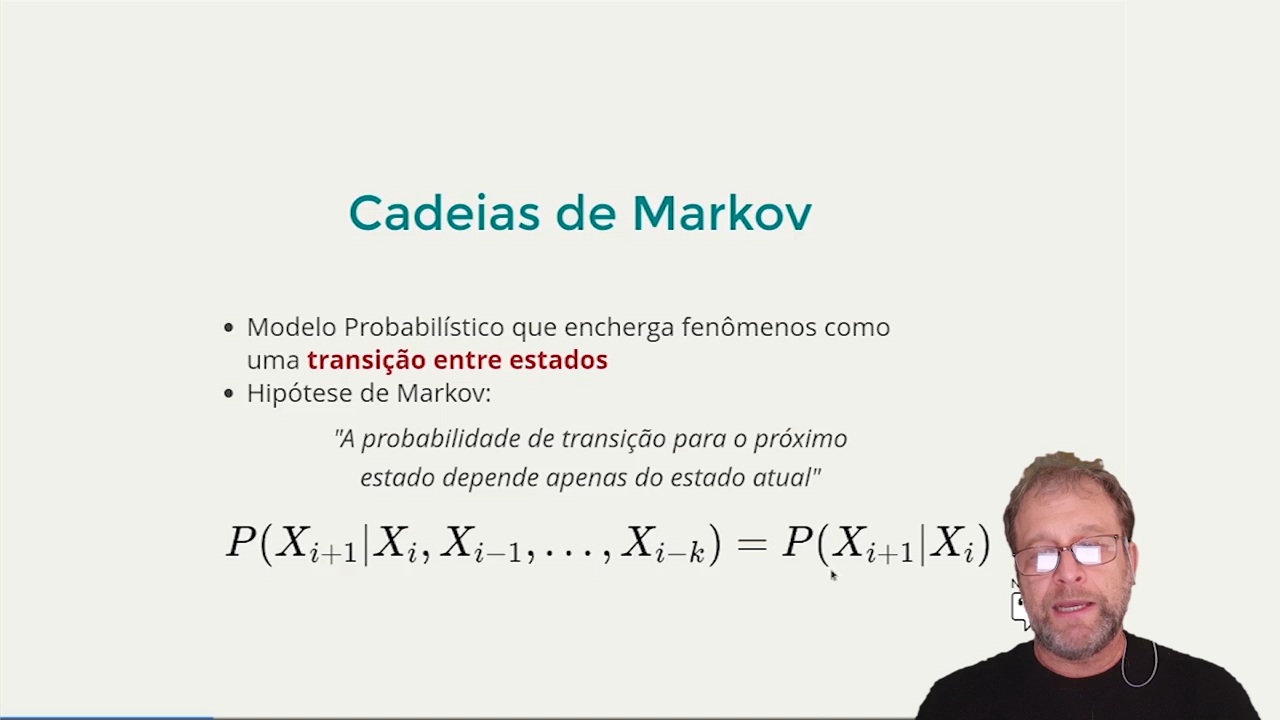 Cadeias de Markov
• Modelo Probabilístico que encherga fenômenos como
uma transição entre estados
• Hipótese de Markov:
"A probabilidade de transição para o próximo
estado depende apenas do estado atual"
P(X_{i+1}|X_i, X_{i-1}, ..., X_{i-k}) = P(X_{i+1}|X_i)